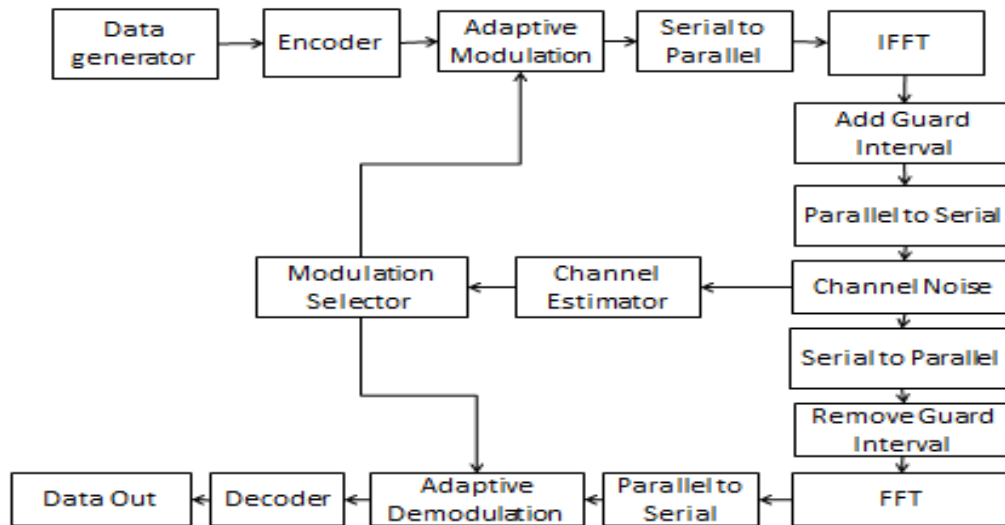 Data
generator
Encoder
Adaptive
Modulation
Serial to
Parallel
IFFT
Add Guard
Interval
Parallel to Serial
Modulation
Selector
Channel
Estimator
Channel Noise
Serial to Parallel
Remove Guard
Interval
Data Out
Decoder
Adaptive
Demodulation
Parallel to
Serial
FFT